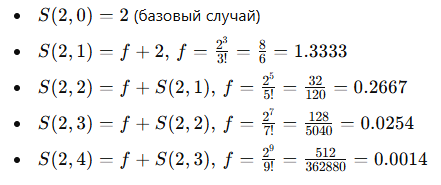 • S(2,0) = 2 (базовый случай)
• S(2,1) = f + 2, f = 2³/3! = 8/6 = 1.3333
• S(2,2) = f + S(2,1), f = 2⁵/5! = 32/120 = 0.2667
• S(2,3) = f + S(2,2), f = 2⁷/7! = 128/5040 = 0.0254
• S(2,4) = f + S(2,3), f = 2⁹/9! = 512/362880 = 0.0014